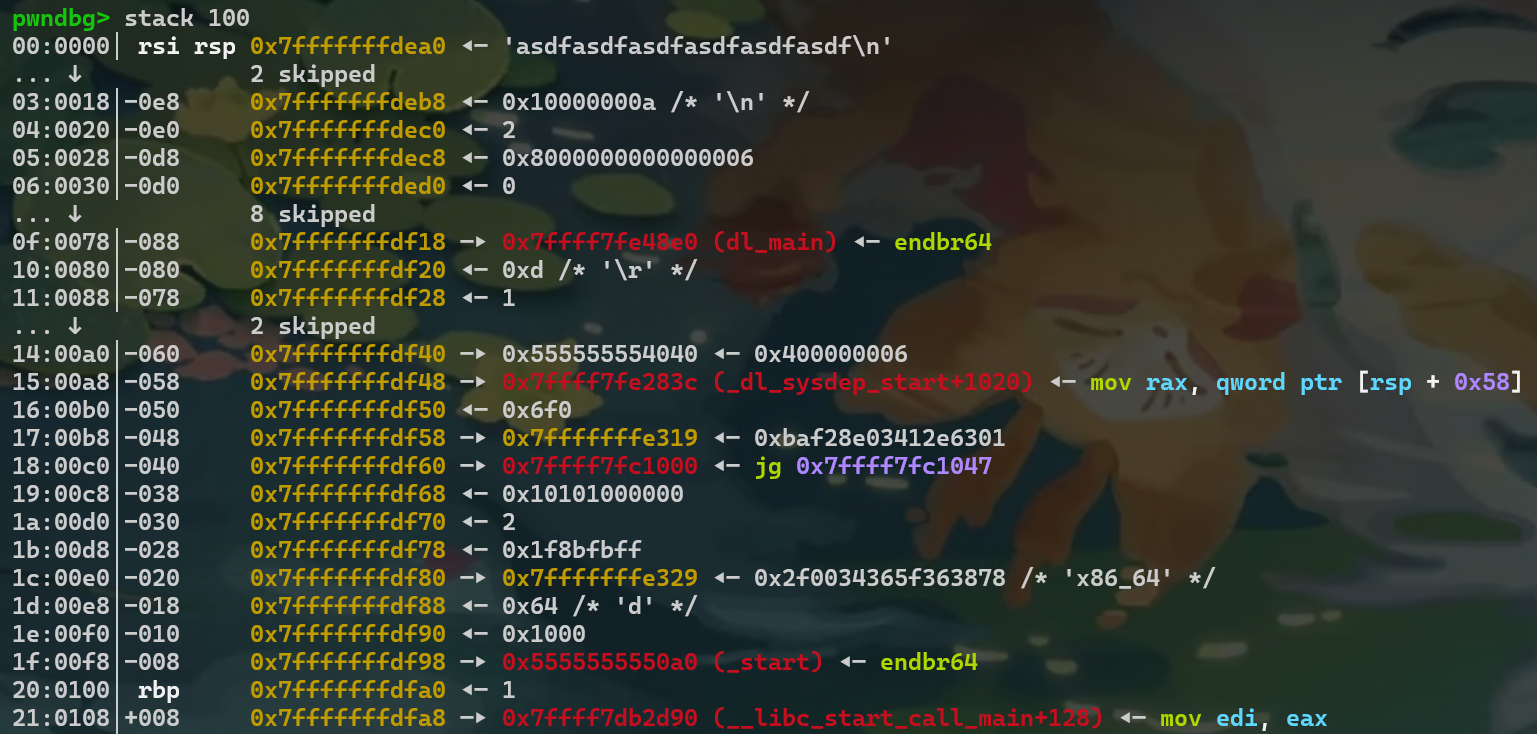 pwndbg> stack 100
00:0000│ rsi rsp 0x7fffffffdea0 ◂— 'asdfasdfasdfasdfasdfasdf\n'
... ↓            2 skipped
03:0018│-0e8     0x7fffffffdeb8 ◂— 0x10000000a /* '\n' */
04:0020│-0e0     0x7fffffffdec0 ◂— 2
05:0028│-0d8     0x7fffffffdec8 ◂— 0x8000000000000006
06:0030│-0d0     0x7fffffffded0 ◂— 0
... ↓            8 skipped
0f:0078│-088     0x7fffffffdf18 —▸ 0x7ffff7fe48e0 (dl_main) ◂— endbr64
10:0080│-080     0x7fffffffdf20 ◂— 0xd /* '\r' */
11:0088│-078     0x7fffffffdf28 ◂— 1
... ↓            2 skipped
14:00a0│-060     0x7fffffffdf40 —▸ 0x555555554040 ◂— 0x400000006
15:00a8│-058     0x7fffffffdf48 —▸ 0x7ffff7fe283c (_dl_sysdep_start+1020) ◂— mov rax, qword ptr [rsp + 0x58]
16:00b0│-050     0x7fffffffdf50 ◂— 0x6f0
17:00b8│-048     0x7fffffffdf58 —▸ 0x7fffffffe319 ◂— 0xbaf28e03412e6301
18:00c0│-040     0x7fffffffdf60 —▸ 0x7ffff7fc1000 ◂— jg 0x7ffff7fc1047
19:00c8│-038     0x7fffffffdf68 ◂— 0x10101000000
1a:00d0│-030     0x7fffffffdf70 ◂— 2
1b:00d8│-028     0x7fffffffdf78 ◂— 0x1f8bfbff
1c:00e0│-020     0x7fffffffdf80 —▸ 0x7fffffffe329 ◂— 0x2f0034365f363878 /* 'x86_64' */
1d:00e8│-018     0x7fffffffdf88 ◂— 0x64 /* 'd' */
1e:00f0│-010     0x7fffffffdf90 ◂— 0x1000
1f:00f8│-008     0x7fffffffdf98 —▸ 0x5555555550a0 (_start) ◂— endbr64
20:0100│ rbp     0x7fffffffdfa0 ◂— 1
21:0108│+008     0x7fffffffdfa8 —▸ 0x7ffff7db2d90 (__libc_start_call_main+128) ◂— mov edi, eax